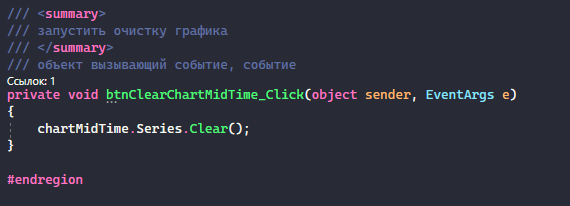 /// <summary>
/// запустить очистку графика
/// </summary>
/// объект вызывающий событие, событие
Ссылок: 1
private void btnClearChartMidTime_Click(object sender, EventArgs e)
{
    chartMidTime.Series.Clear();
}
#endregion